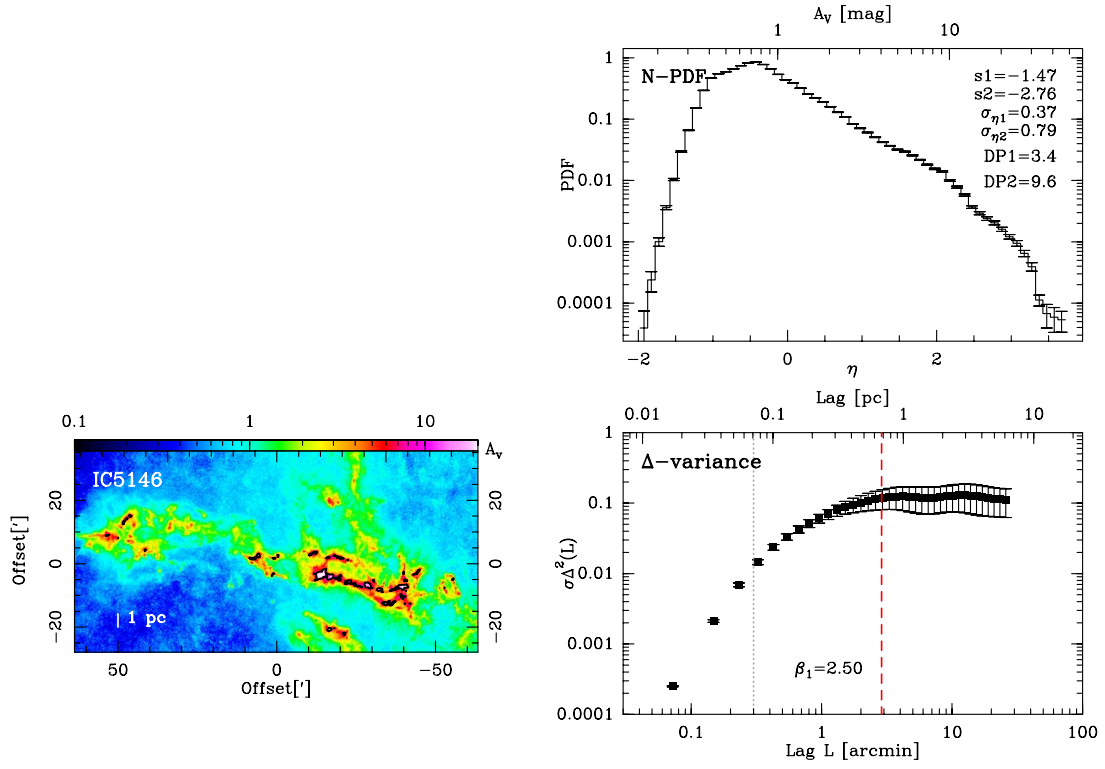 A_V [mag]
1 10
1
0.1
0.01
0.001
0.0001
PDF
N−PDF
s1=−1.47
s2=−2.76
σ_η1=0.37
σ_η2=0.79
DP1=3.4
DP2=9.6
−2 0 2
η
0.1 1 10
A_V
IC5146
20
0
−20
Offset[′]
20
0
−20
1 pc
50 0 −50
Offset[′]
Lag [pc]
0.01 0.1 1 10
1
0.1
0.01
0.001
0.0001
σΔ²(L)
Δ−variance
β₁=2.50
0.1 1 10 100
Lag L [arcmin]